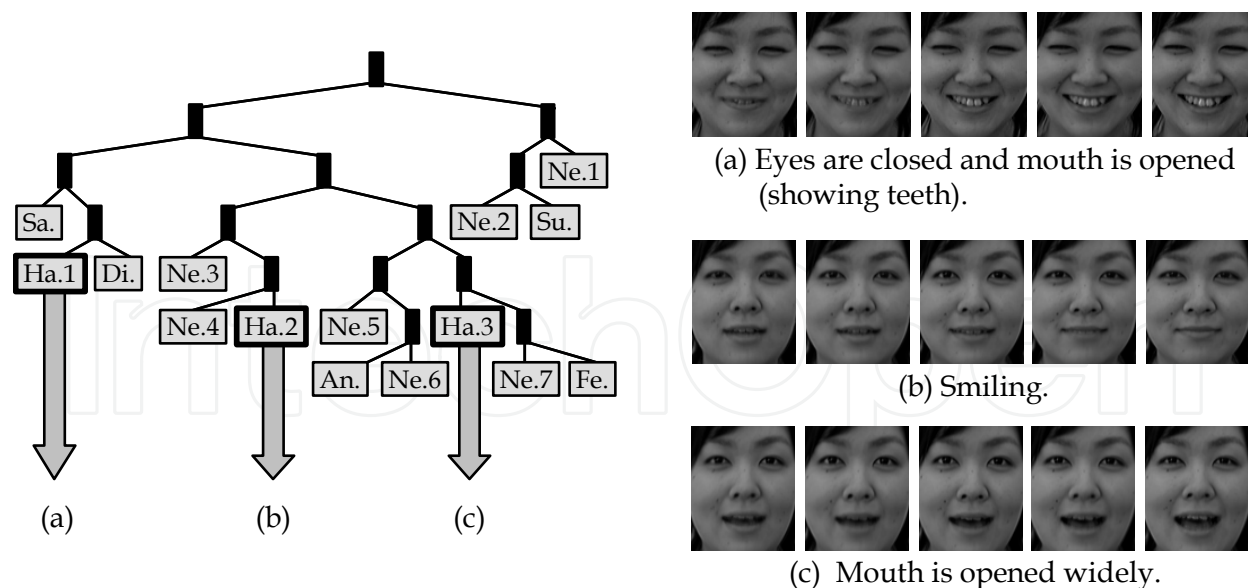 Ne.1
Sa.
Ne.2
Su.
Ha.1
Di.
Ne.3
Ne.4
Ha.2
Ne.5
Ha.3
An.
Ne.6
Ne.7
Fe.
(a)
(b)
(c)
(a) Eyes are closed and mouth is opened
(showing teeth).
(b) Smiling.
(c) Mouth is opened widely.
IntechOpen